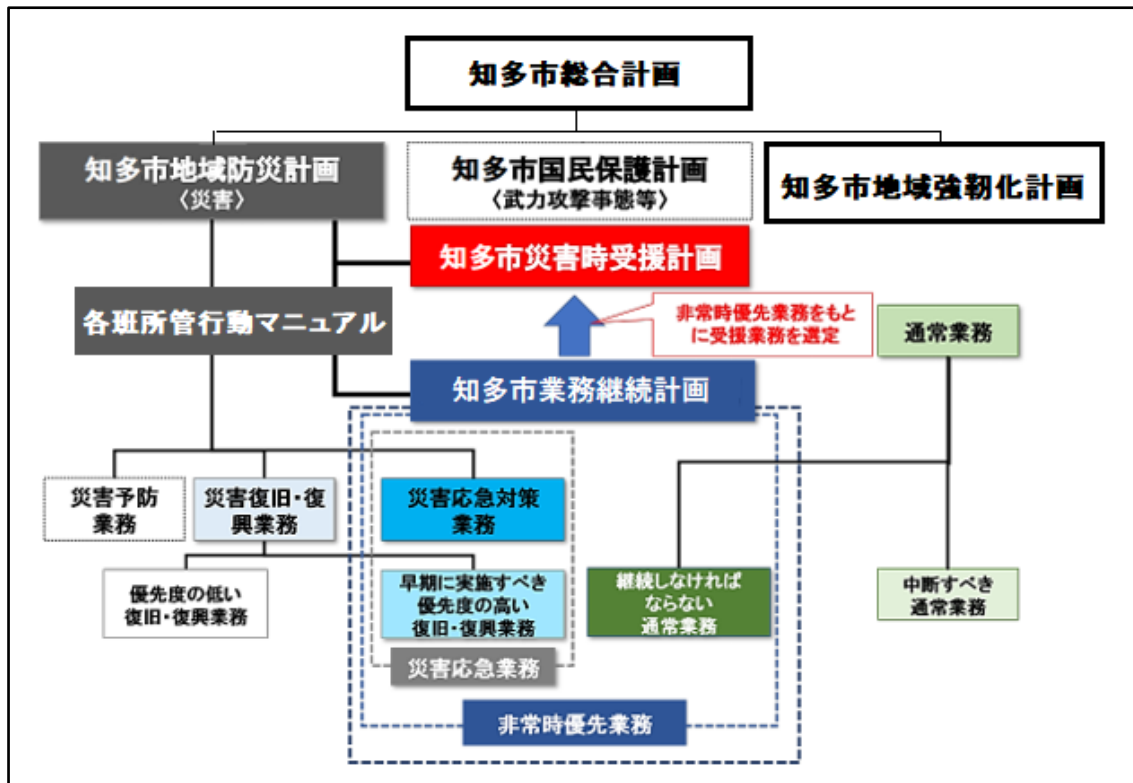 知多市総合計画
知多市地域防災計画
〈災害〉
知多市国民保護計画
〈武力攻撃事態等〉
知多市地域強靭化計画
知多市災害時受援計画
各班所管行動マニュアル
非常時優先業務をもと
に受援業務を選定
通常業務
知多市業務継続計画
災害予防
業務
災害復旧・復
興業務
災害応急対策
業務
優先度の低い
復旧・復興業務
早期に実施すべき
優先度の高い
復旧・復興業務
継続しなければ
ならない
通常業務
中断すべき
通常業務
災害応急業務
非常時優先業務